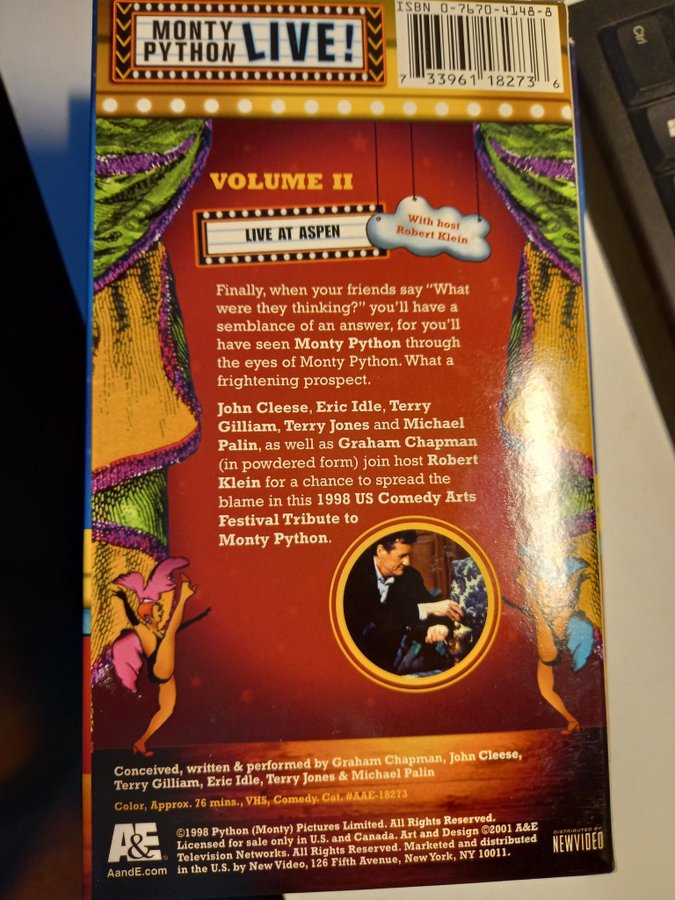 MONTY
PYTHON LIVE!
ISBN 0-7670-4148-8
7 33961 18273 6
Ctrl
VOLUME II
LIVE AT ASPEN
With host
Robert Klein
Finally, when your friends say “What
were they thinking?” you’ll have a
semblance of an answer, for you’ll
have seen Monty Python through
the eyes of Monty Python. What a
frightening prospect.
John Cleese, Eric Idle, Terry
Gilliam, Terry Jones and Michael
Palin, as well as Graham Chapman
(in powdered form) join host Robert
Klein for a chance to spread the
blame in this 1998 US Comedy Arts
Festival Tribute to
Monty Python.
Conceived, written & performed by Graham Chapman, John Cleese,
Terry Gilliam, Eric Idle, Terry Jones & Michael Palin
Color, Approx. 76 mins., VHS, Comedy. Cat. #AAE-18273
A&E
AandE.com
©1998 Python (Monty) Pictures Limited. All Rights Reserved.
Licensed for sale only in U.S. and Canada. Art and Design ©2001 A&E
Television Networks. All Rights Reserved. Marketed and distributed
in the U.S. by New Video, 126 Fifth Avenue, New York, NY 10011.
DISTRIBUTED BY
NEWVIDEO